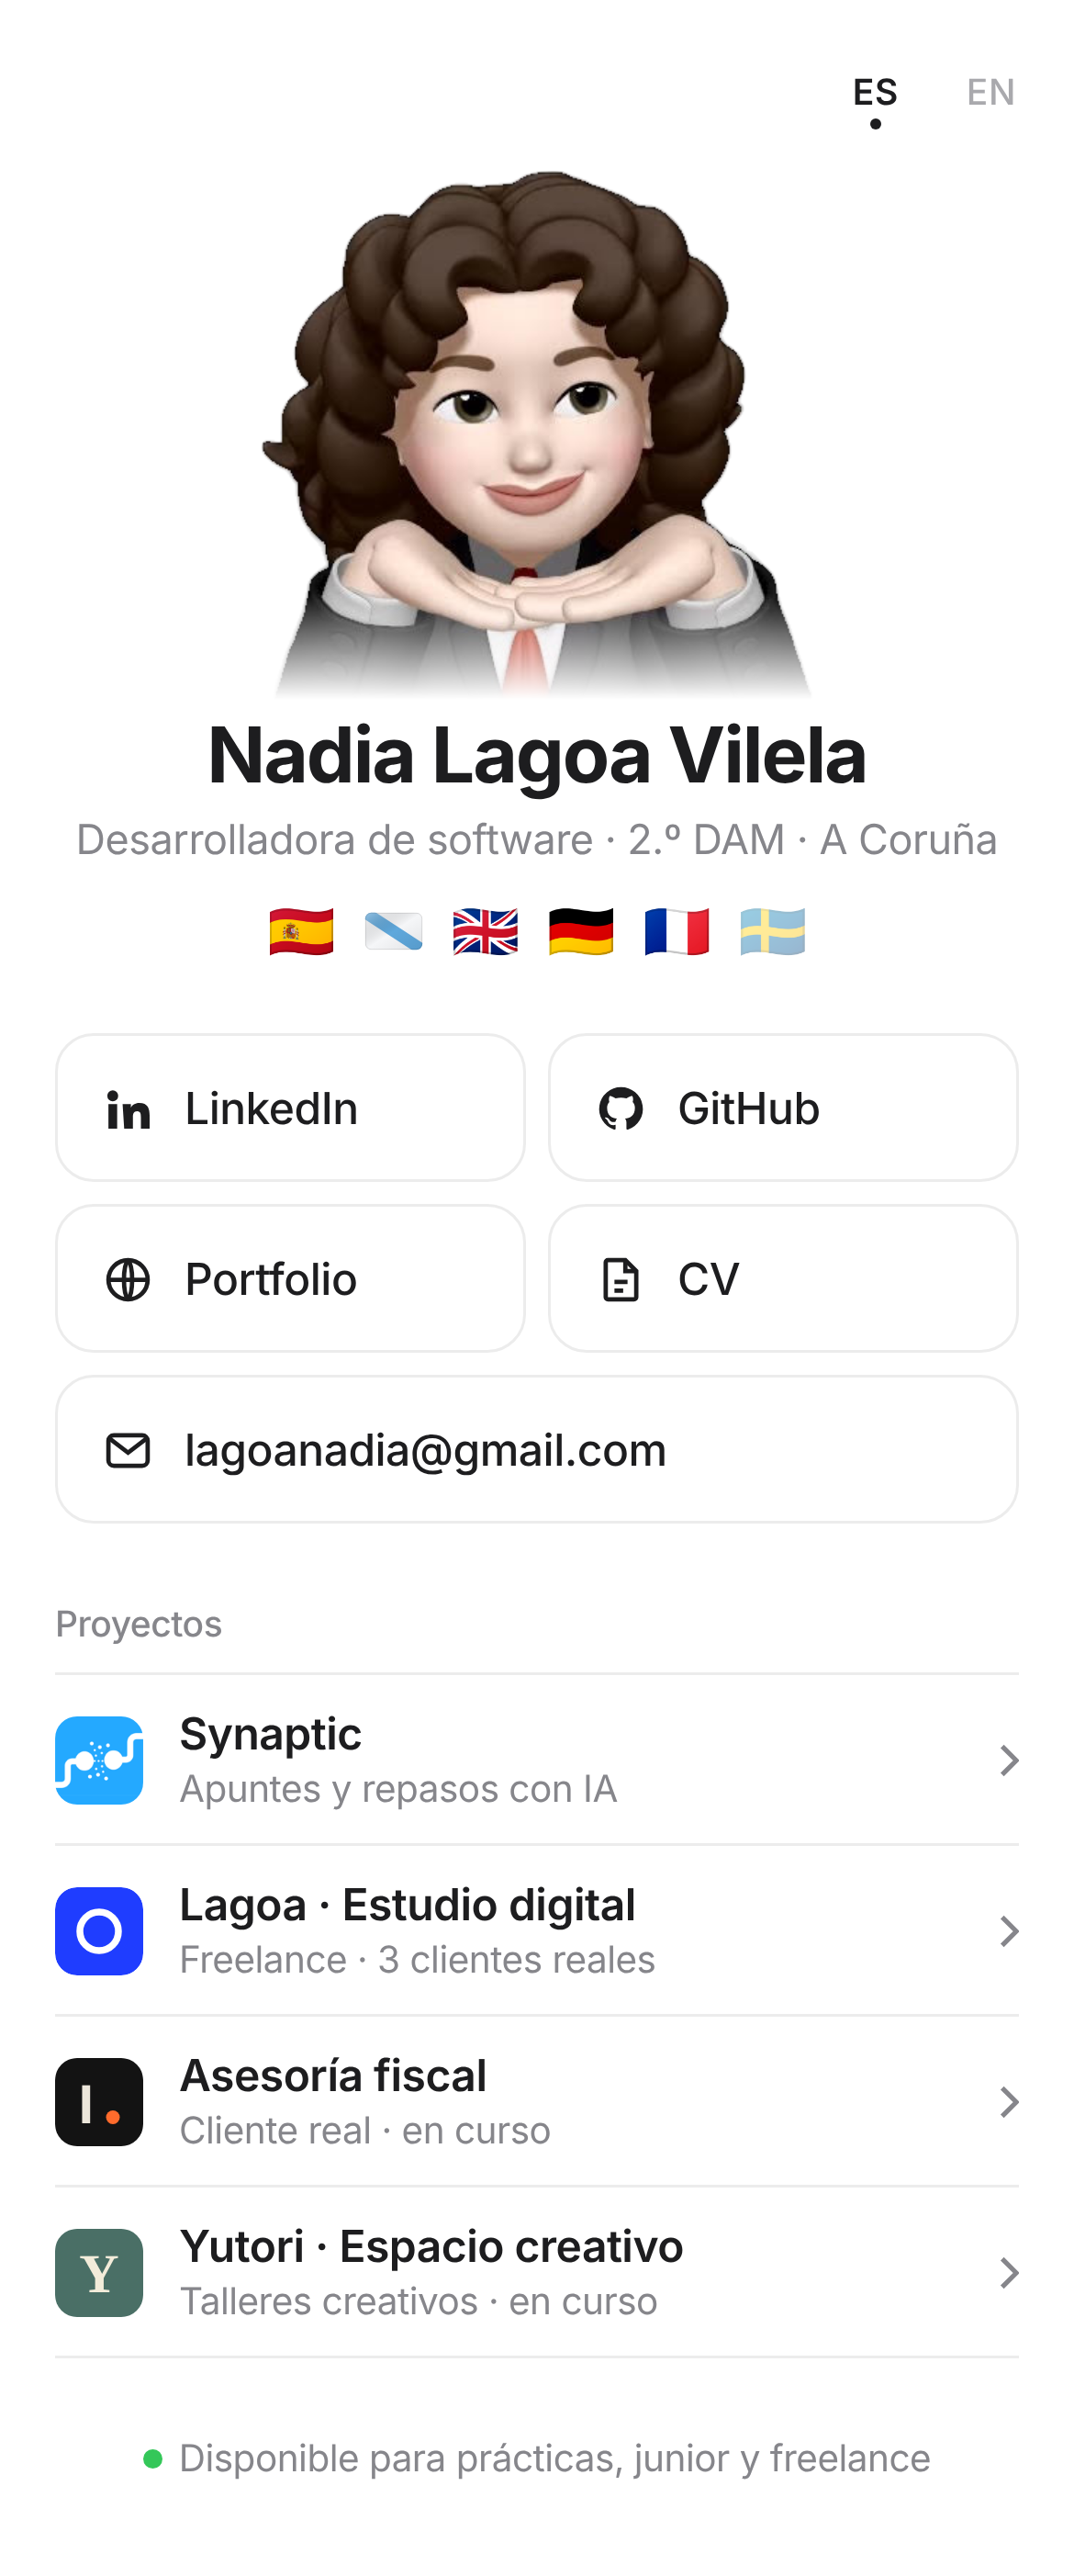 ES EN
Nadia Lagoa Vilela
Desarrolladora de software · 2.º DAM · A Coruña
LinkedIn
GitHub
Portfolio
CV
lagoanadia@gmail.com
Proyectos
Synaptic
Apuntes y repasos con IA
Lagoa · Estudio digital
Freelance · 3 clientes reales
I.
Asesoría fiscal
Cliente real · en curso
Y
Yutori · Espacio creativo
Talleres creativos · en curso
Disponible para prácticas, junior y freelance